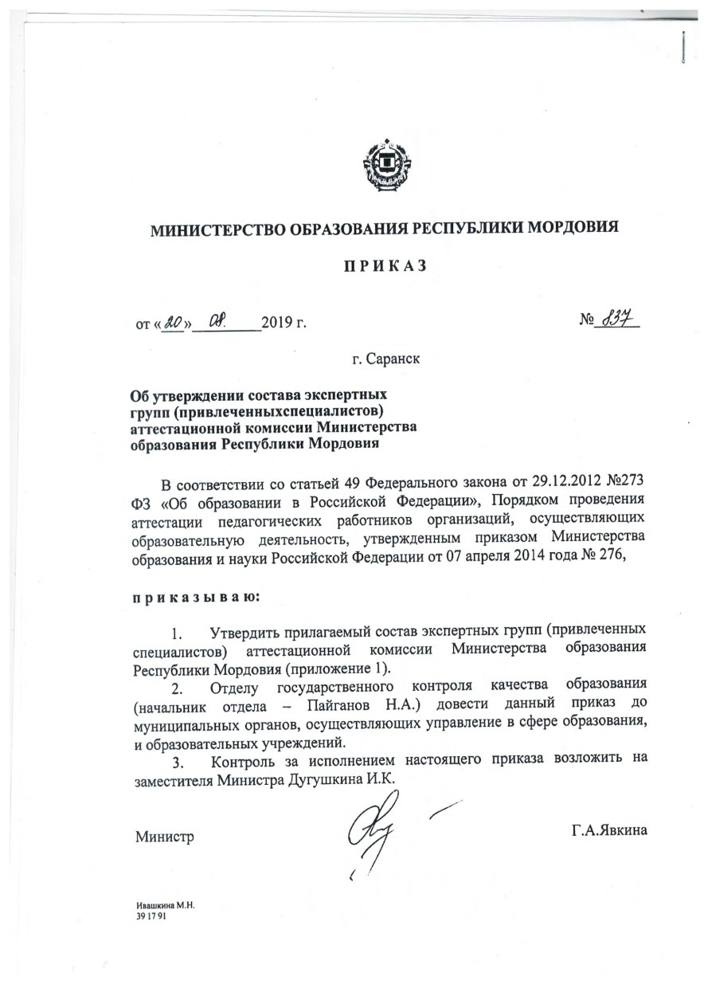 МИНИСТЕРСТВО ОБРАЗОВАНИЯ РЕСПУБЛИКИ МОРДОВИЯ
П Р И К А З
от «20» 08. 2019 г. № 837
г. Саранск
Об утверждении состава экспертных
групп (привлеченныхспециалистов)
аттестационной комиссии Министерства
образования Республики Мордовия
В соответствии со статьей 49 Федерального закона от 29.12.2012 №273
ФЗ «Об образовании в Российской Федерации», Порядком проведения
аттестации педагогических работников организаций, осуществляющих
образовательную деятельность, утвержденным приказом Министерства
образования и науки Российской Федерации от 07 апреля 2014 года № 276,
п р и к а з ы в а ю:
1. Утвердить прилагаемый состав экспертных групп (привлеченных
специалистов) аттестационной комиссии Министерства образования
Республики Мордовия (приложение 1).
2. Отделу государственного контроля качества образования
(начальник отдела – Пайганов Н.А.) довести данный приказ до
муниципальных органов, осуществляющих управление в сфере образования,
и образовательных учреждений.
3. Контроль за исполнением настоящего приказа возложить на
заместителя Министра Дугушкина И.К.
Министр Г.А.Явкина
Ивашкина М.Н.
39 17 91